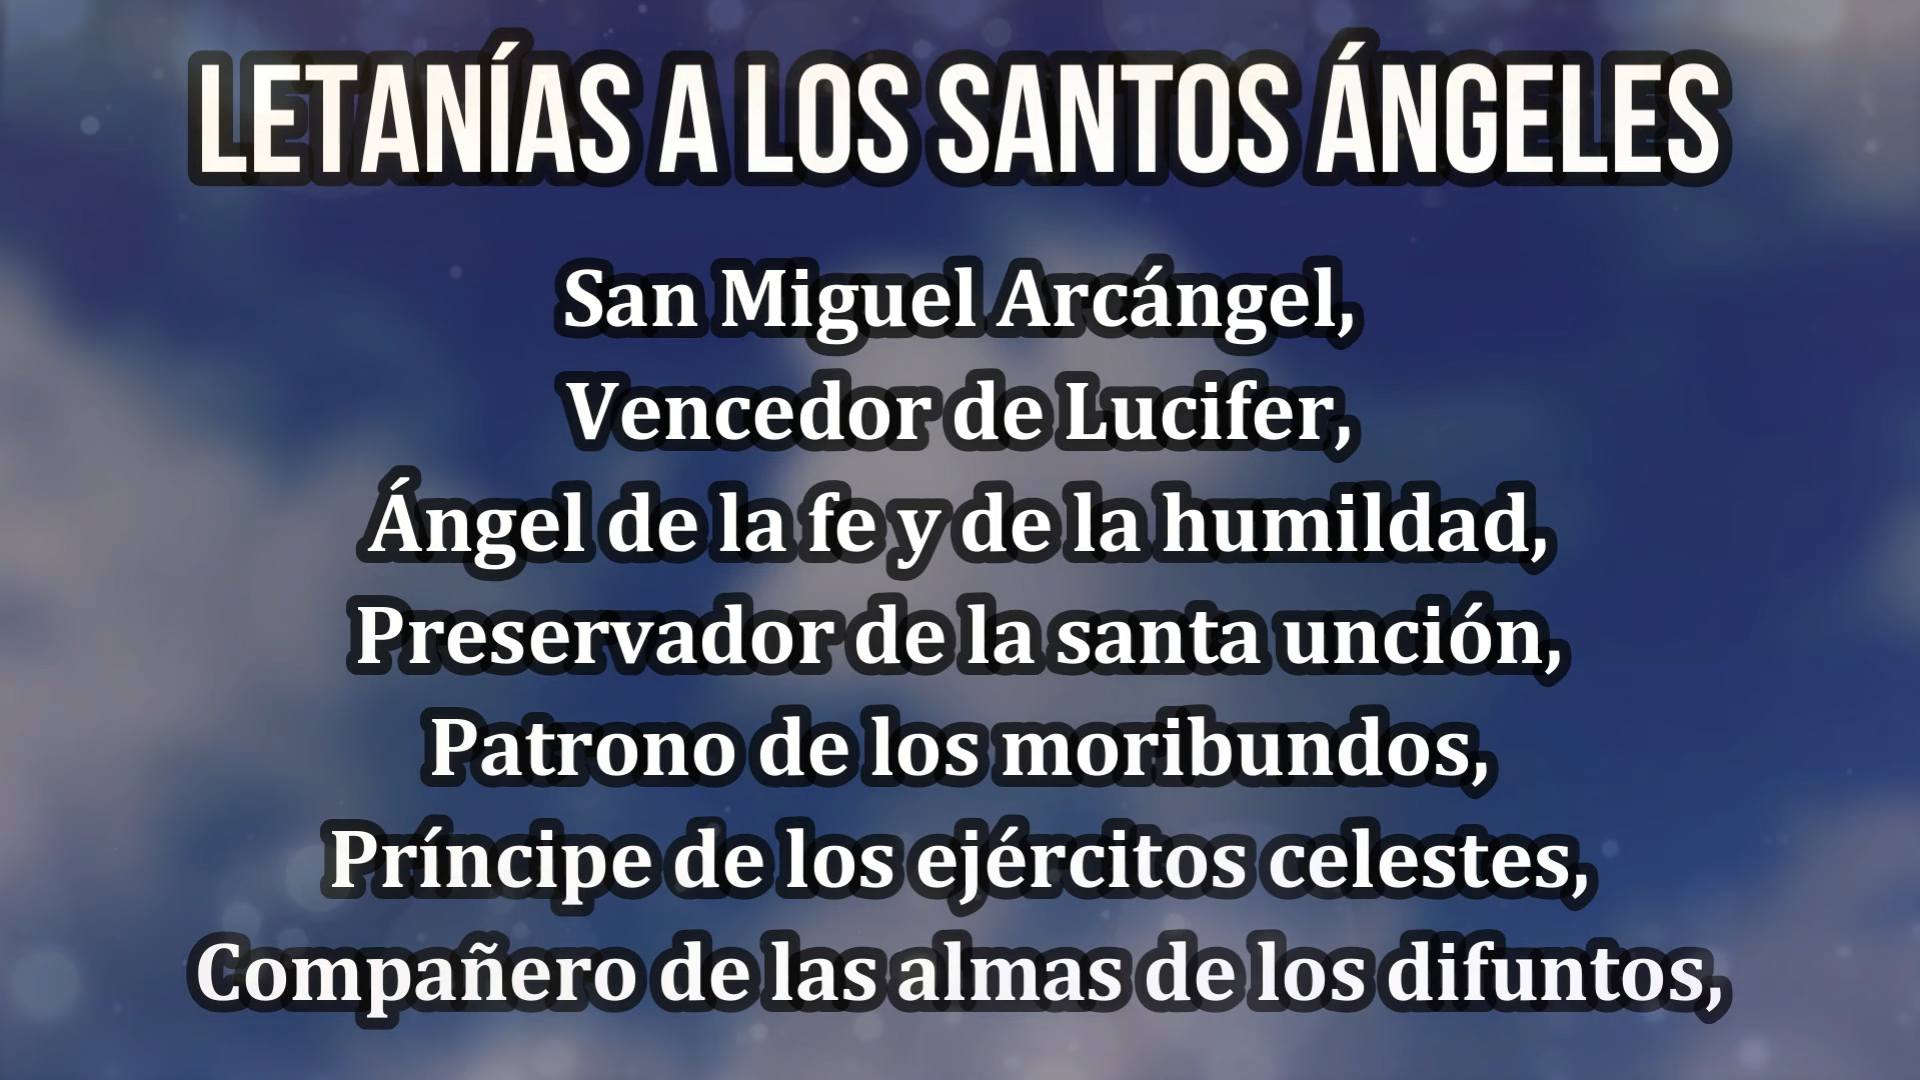 LETANÍAS A LOS SANTOS ÁNGELES
San Miguel Arcángel,
Vencedor de Lucifer,
Ángel de la fe y de la humildad,
Preservador de la santa unción,
Patrono de los moribundos,
Príncipe de los ejércitos celestes,
Compañero de las almas de los difuntos,